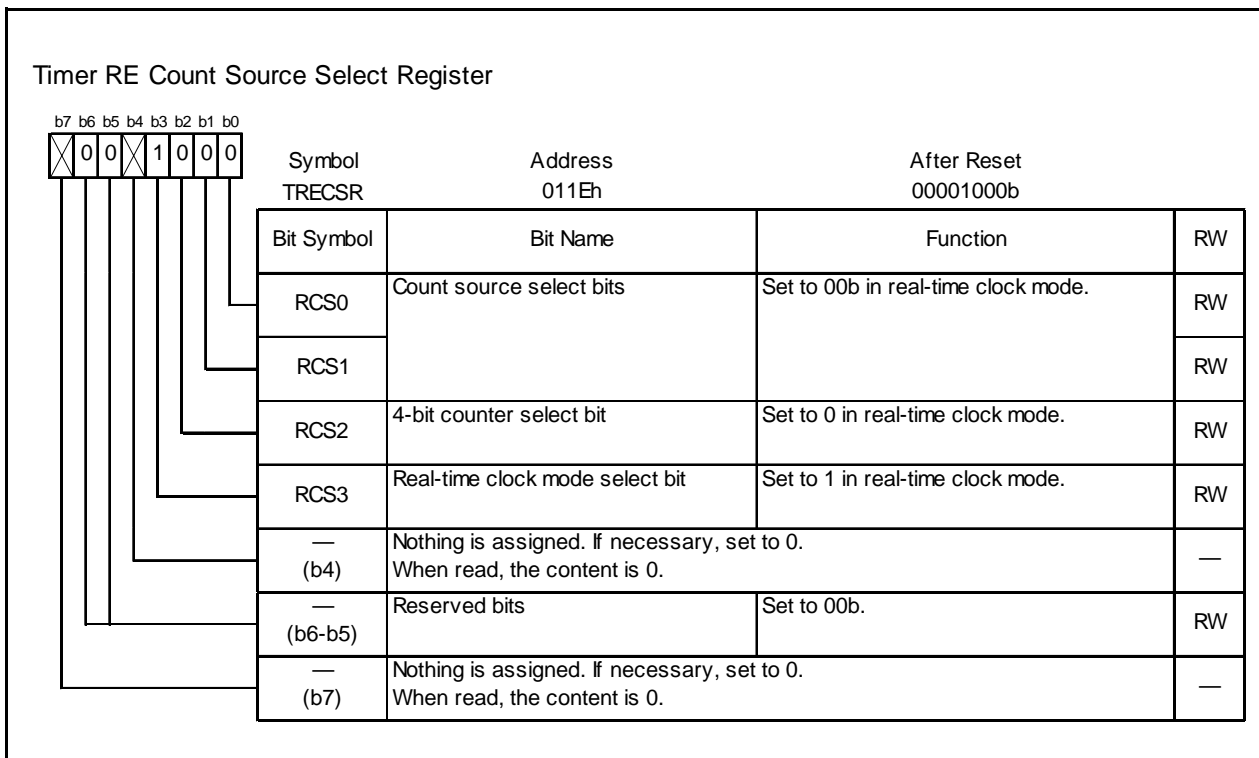 Timer RE Count Source Select Register
b7 b6 b5 b4 b3 b2 b1 b0
0 0 1 0 0 0
Symbol Address After Reset
TRECSR 011Eh 00001000b
Bit Symbol Bit Name Function RW
RCS0 Count source select bits Set to 00b in real-time clock mode. RW
RCS1 RW
RCS2 4-bit counter select bit Set to 0 in real-time clock mode. RW
RCS3 Real-time clock mode select bit Set to 1 in real-time clock mode. RW
— Nothing is assigned. If necessary, set to 0.
(b4) When read, the content is 0. —
— Reserved bits Set to 00b.
(b6-b5) RW
— Nothing is assigned. If necessary, set to 0.
(b7) When read, the content is 0. —